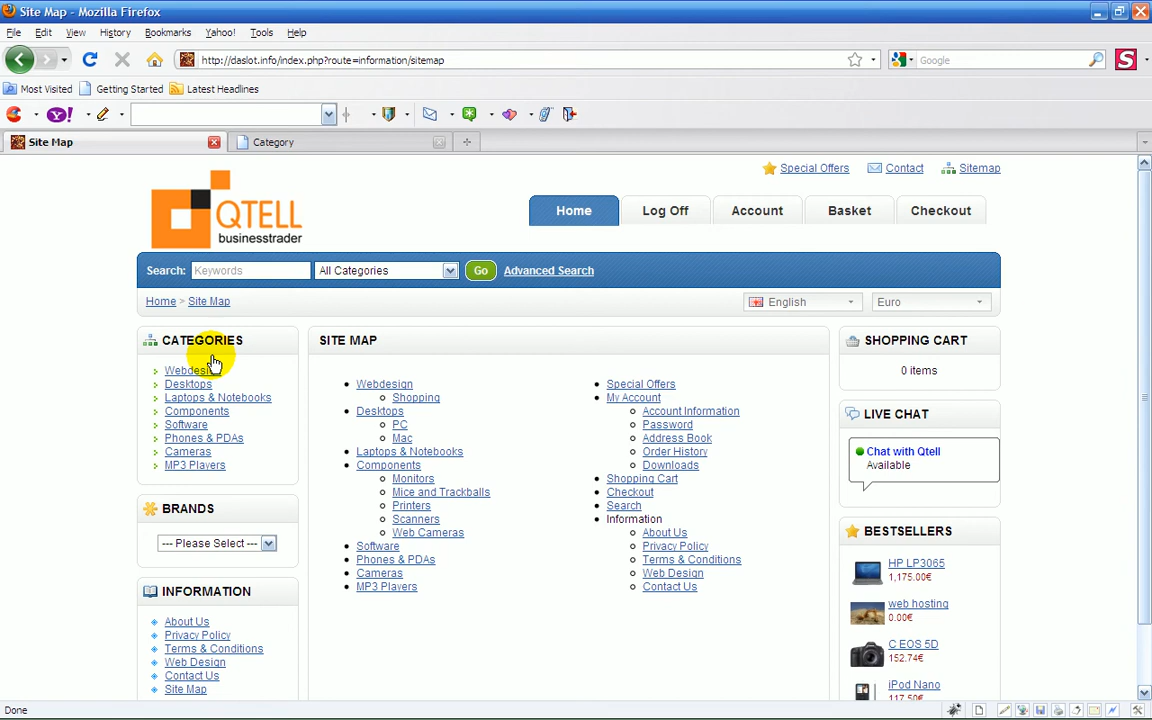 Site Map - Mozilla Firefox
File Edit View History Bookmarks Yahoo! Tools Help
http://daslot.info/index.php?route=information/sitemap
Google
S
Most Visited Getting Started Latest Headlines
Y!
Site Map Category
Special Offers Contact Sitemap
QTELL
businesstrader
Home Log Off Account Basket Checkout
Search: Keywords All Categories Go Advanced Search
Home > Site Map
English Euro
CATEGORIES
Webdesign
Desktops
Laptops & Notebooks
Components
Software
Phones & PDAs
Cameras
MP3 Players
BRANDS
--- Please Select ---
INFORMATION
About Us
Privacy Policy
Terms & Conditions
Web Design
Contact Us
Site Map
SITE MAP
Webdesign
Shopping
Desktops
PC
Mac
Laptops & Notebooks
Components
Monitors
Mice and Trackballs
Printers
Scanners
Web Cameras
Software
Phones & PDAs
Cameras
MP3 Players
Special Offers
My Account
Account Information
Password
Address Book
Order History
Downloads
Shopping Cart
Checkout
Search
Information
About Us
Privacy Policy
Terms & Conditions
Web Design
Contact Us
SHOPPING CART
0 items
LIVE CHAT
Chat with Qtell
Available
BESTSELLERS
HP LP3065
1,175.00€
web hosting
0.00€
C EOS 5D
152.74€
iPod Nano
117.50€
Done